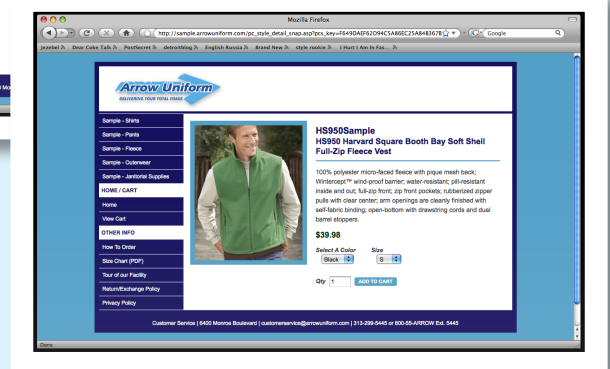 Mozilla Firefox
http://sample.arrowuniform.com/pc_style_detail_snap.asp?pcs_key=F649DAEF62D94C5A86EC25A84B367B
Google
Jezebel
Dear Coke Talk
PostSecret
detroitblog
English Russia
Brand New
style rookie
I Hurt I Am In Fas...
Arrow Uniform
DELIVERING YOUR TOTAL IMAGE
Sample - Shirts
Sample - Pants
Sample - Fleece
Sample - Outerwear
Sample - Janitorial Supplies
HOME / CART
Home
View Cart
OTHER INFO
How To Order
Size Chart (PDF)
Tour of our Facility
Return/Exchange Policy
Privacy Policy
HS950Sample
HS950 Harvard Square Booth Bay Soft Shell
Full-Zip Fleece Vest
100% polyester micro-faced fleece with pique mesh back;
Wintercept™ wind-proof barrier; water-resistant; pill-resistant
inside and out; full-zip front; zip front pockets; rubberized zipper
pulls with clear center; arm openings are cleanly finished with
self-fabric binding; open-bottom with drawstring cords and dual
barrel stoppers.
$39.98
Select A Color Size
Black S
Qty 1 ADD TO CART
Customer Service | 6400 Monroe Boulevard | customerservice@arrowuniform.com | 313-299-5445 or 800-55-ARROW Ext. 5445
Done